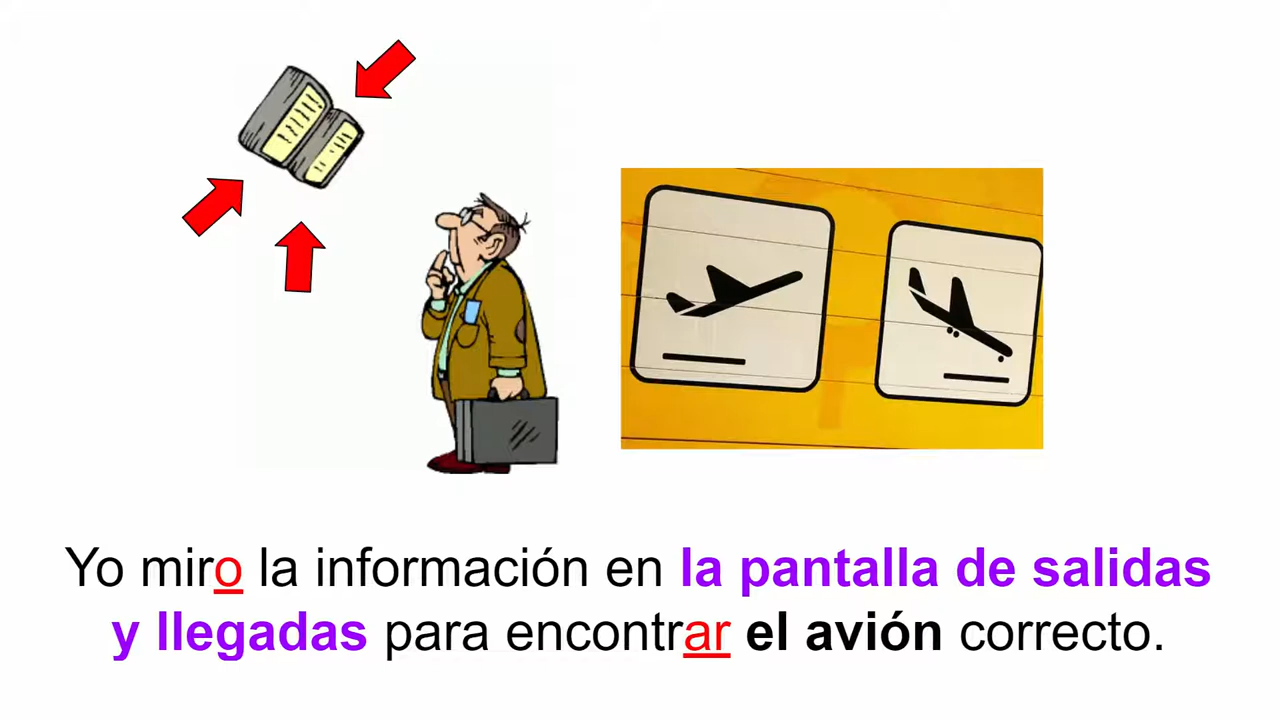 Yo miro la información en la pantalla de salidas
y llegadas para encontrar el avión correcto.